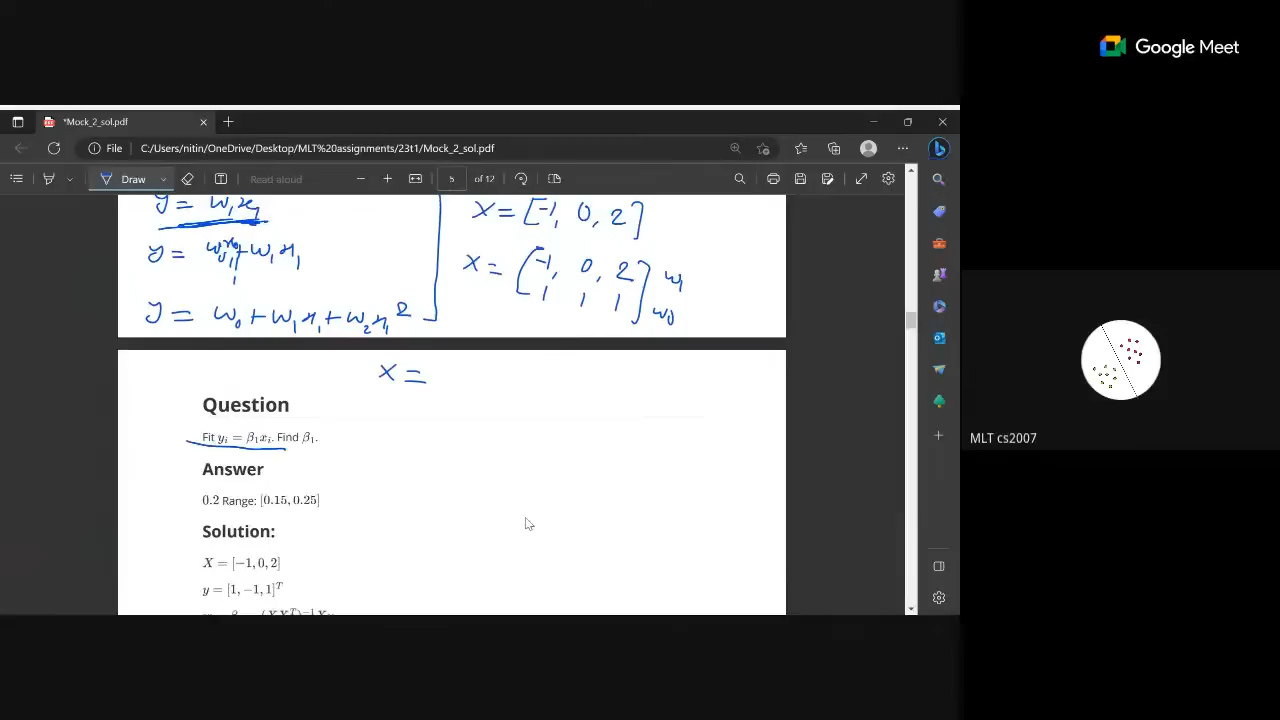 Google Meet
*Mock_2_sol.pdf
File C:/Users/nitin/OneDrive/Desktop/MLT%20assignments/23t1/Mock_2_sol.pdf
Draw Read aloud 5 of 12
y = w₁x₁
X = [-1, 0, 2]
y = w₀x₀ + w₁x₁
1
X = [-1, 0, 2
1 1 1] w₁
w₀
y = w₀ + w₁x₁ + w₂x₁²
X =
Question
Fit yᵢ = β₁xᵢ. Find β₁.
Answer
0.2 Range: [0.15, 0.25]
Solution:
X = [−1, 0, 2]
y = [1, −1, 1]ᵀ
MLT cs2007